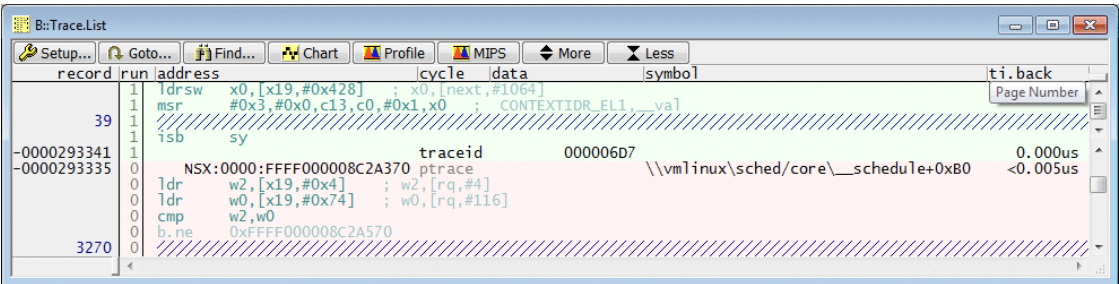 B::Trace.List
Setup... Goto... Find... Chart Profile MIPS More Less
record run address cycle data symbol ti.back
Page Number
1 ldrsw x0,[x19,#0x428] ; x0,[next,#1064]
1 msr #0x3,#0x0,c13,c0,#0x1,x0 ; CONTEXTIDR_EL1,__val
39 1
1 isb sy
-0000293341 1 traceid 000006D7 0.000us
-0000293335 0 NSX:0000:FFFF000008C2A370 ptrace \\vmlinux\sched/core\__schedule+0xB0 <0.005us
0 ldr w2,[x19,#0x4] ; w2,[rq,#4]
0 ldr w0,[x19,#0x74] ; w0,[rq,#116]
0 cmp w2,w0
0 b.ne 0xFFFF000008C2A570
3270 0